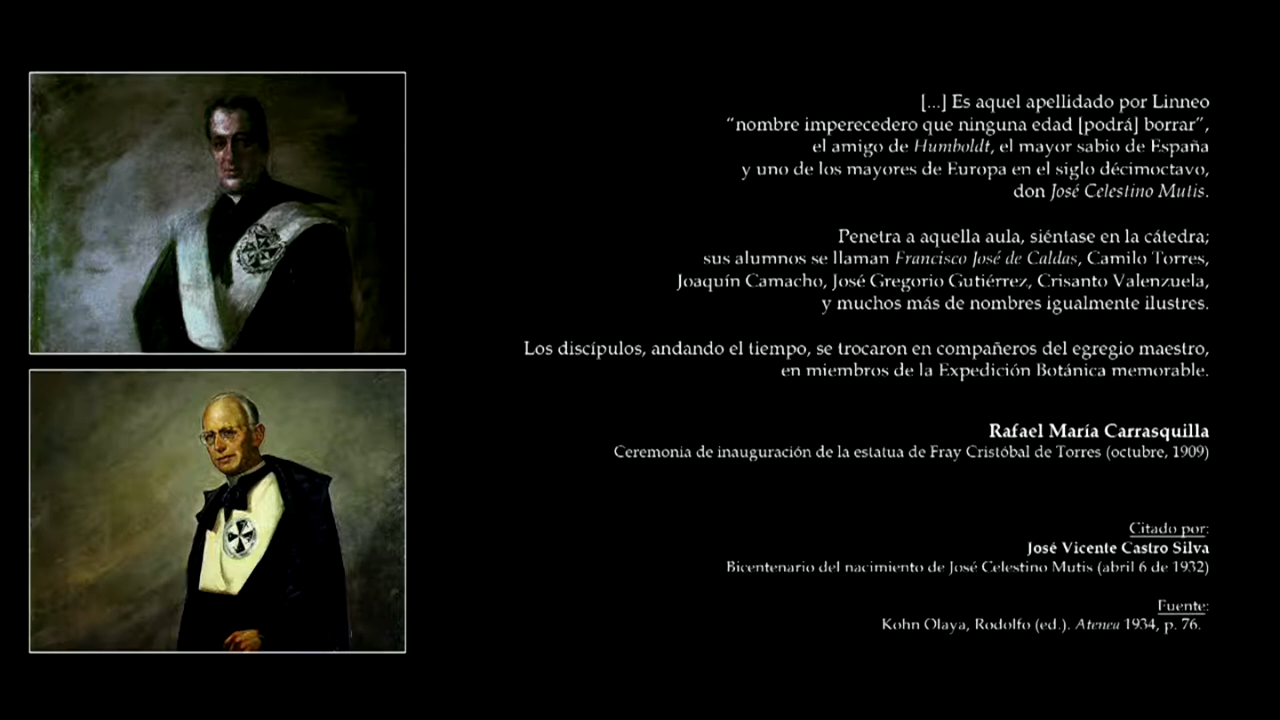 [...] Es aquel apellidado por Linneo
“nombre imperecedero que ninguna edad [podrá] borrar”,
el amigo de Humboldt, el mayor sabio de España
y uno de los mayores de Europa en el siglo décimoctavo,
don José Celestino Mutis.
Penetra a aquella aula, siéntase en la cátedra;
sus alumnos se llaman Francisco José de Caldas, Camilo Torres,
Joaquín Camacho, José Gregorio Gutiérrez, Crisanto Valenzuela,
y muchos más de nombres igualmente ilustres.
Los discípulos, andando el tiempo, se trocaron en compañeros del egregio maestro,
en miembros de la Expedición Botánica memorable.
Rafael María Carrasquilla
Ceremonia de inauguración de la estatua de Fray Cristóbal de Torres (octubre, 1909)
Citado por:
José Vicente Castro Silva
Bicentenario del nacimiento de José Celestino Mutis (abril 6 de 1932)
Fuente:
Kohn Olaya, Rodolfo (ed.). Atenea 1934, p. 76.